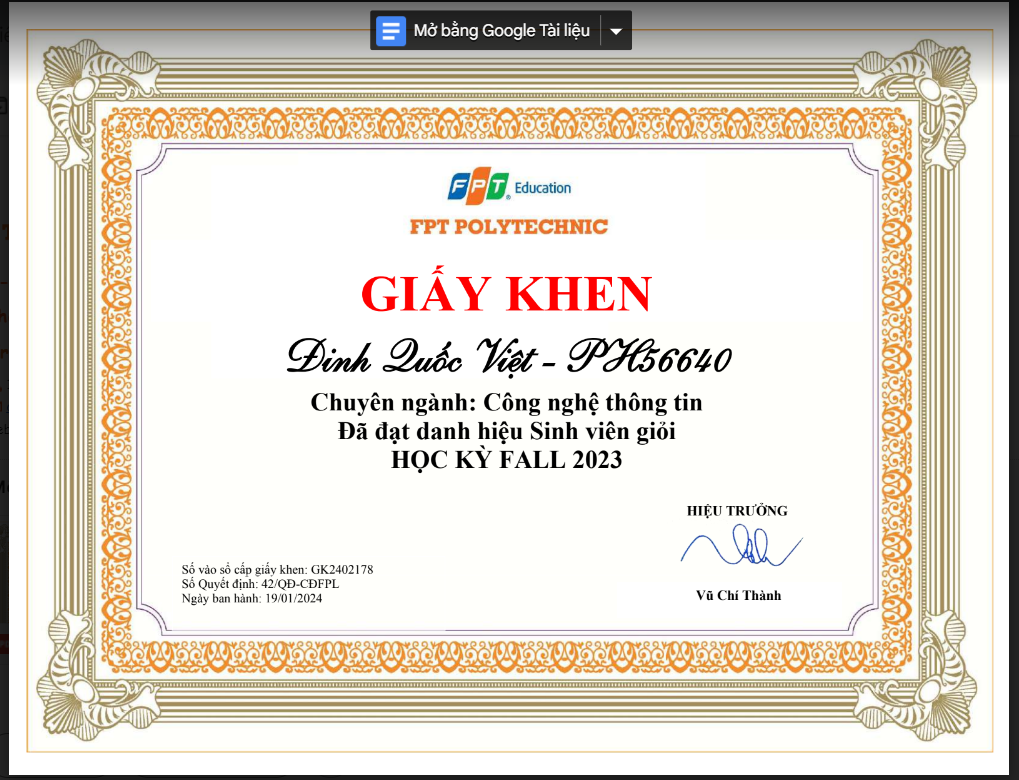 Mở bằng Google Tài liệu
FPT Education
FPT POLYTECHNIC
GIẤY KHEN
Đinh Quốc Việt - PH56640
Chuyên ngành: Công nghệ thông tin
Đã đạt danh hiệu Sinh viên giỏi
HỌC KỲ FALL 2023
HIỆU TRƯỞNG
Số vào sổ cấp giấy khen: GK2402178
Số Quyết định: 42/QĐ-CĐFPL
Ngày ban hành: 19/01/2024
Vũ Chí Thành